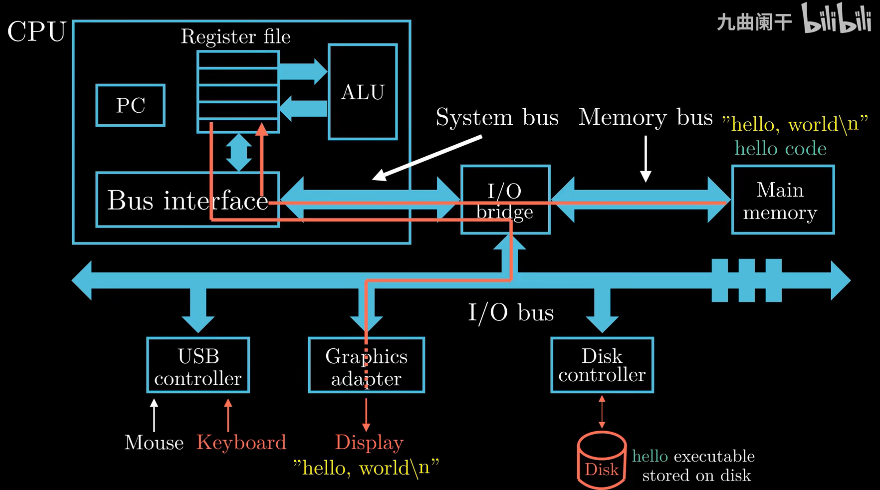 九曲阑干 bilibili
CPU
Register file
PC
ALU
System bus
Memory bus
"hello, world\n"
hello code
Bus interface
I/O
bridge
Main
memory
I/O bus
USB
controller
Graphics
adapter
Disk
controller
Mouse
Keyboard
Display
"hello, world\n"
Disk
hello executable
stored on disk